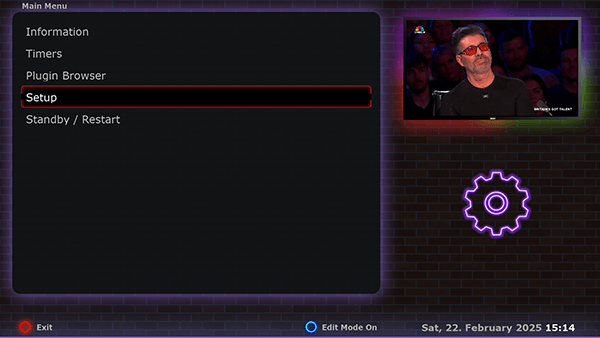 Main Menu
Information
Timers
Plugin Browser
Setup
Standby / Restart
BRITAIN'S GOT TALENT
Exit
Edit Mode On
Sat, 22. February 2025 15:14